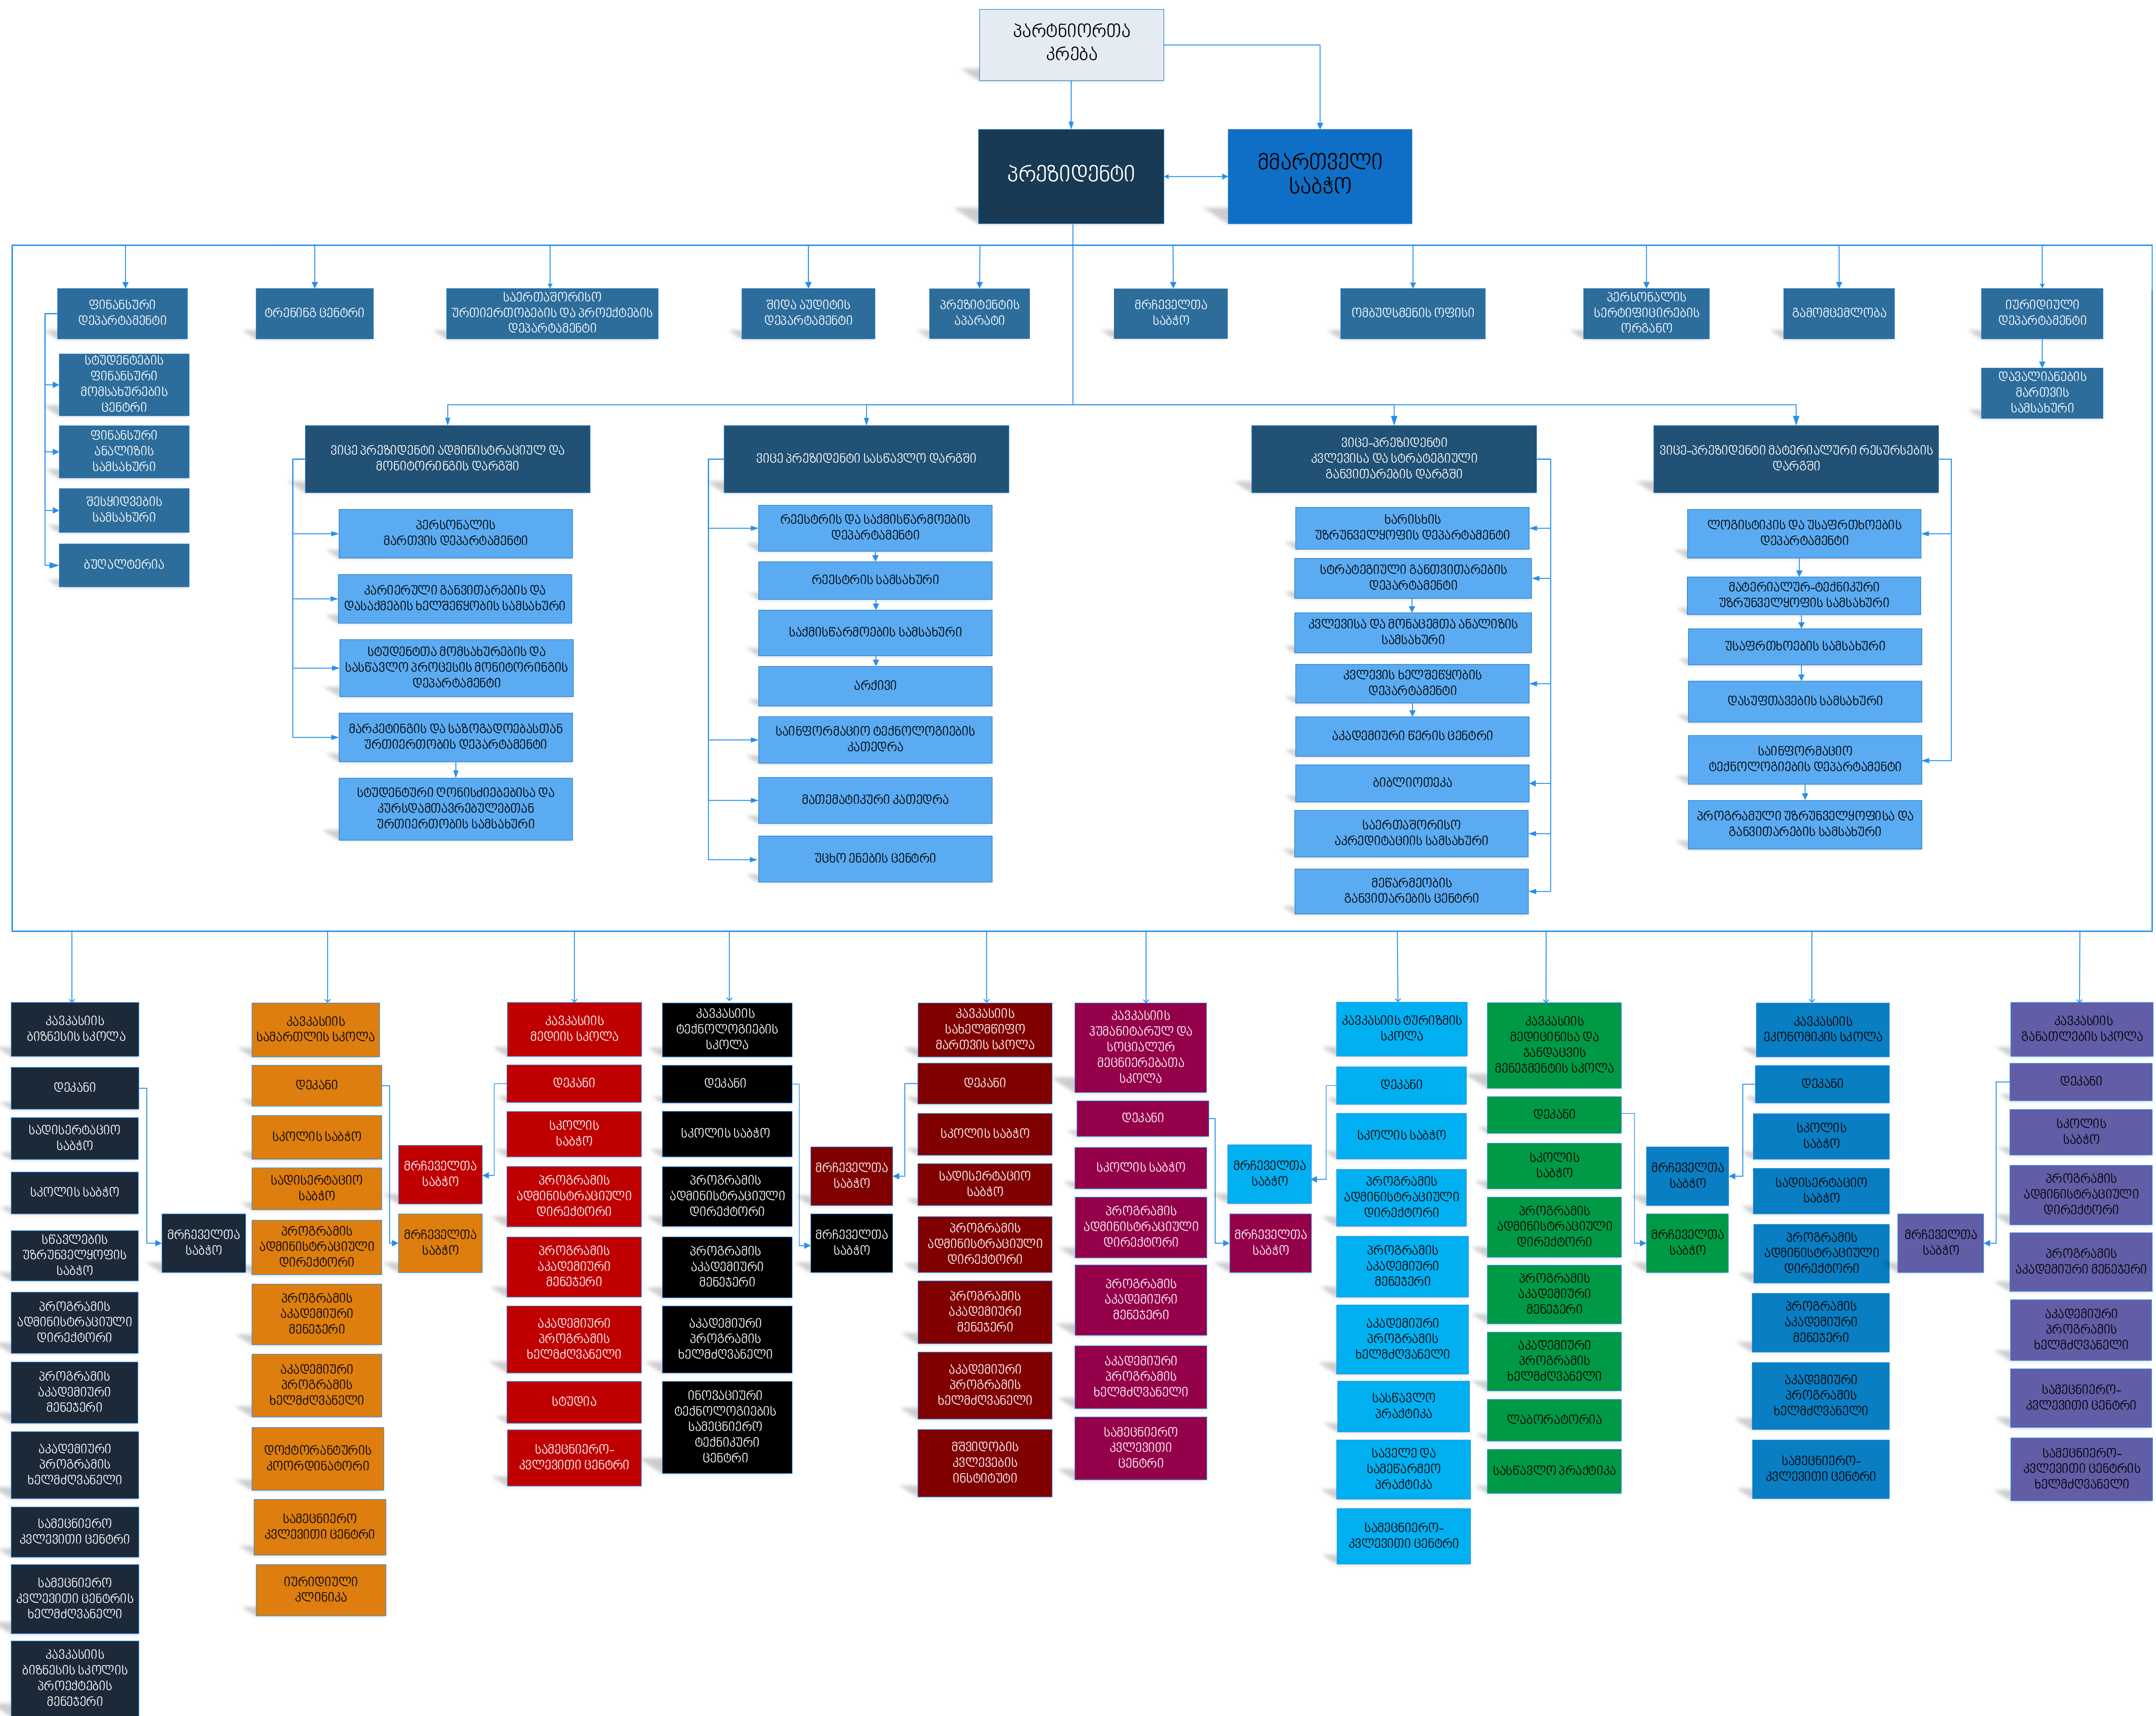 პარტნიორთა
კრება
პრეზიდენტი
მმართველი
საბჭო
ფინანსური
დეპარტამენტი
ტრენინგ ცენტრი
საერთაშორისო
ურთიერთობების და პროექტების
დეპარტამენტი
შიდა აუდიტის
დეპარტამენტი
პრეზიტენტის
აპარატი
მრჩეველთა
საბჭო
ომბუდსმენის ოფისი
პერსონალის
სერტიფიცირების
ორგანო
გამომცემლობა
იურიდიული
დეპარტამენტი
სტუდენტების
ფინანსური
მომსახურების
ცენტრი
ფინანსური
ანალიზის
სამსახური
შესყიდვების
სამსახური
ბუღალტერია
დავალიანების
მართვის
სამსახური
ვიცე პრეზიდენტი ადმინისტრაციულ და
მონიტორინგის დარგში
პერსონალის
მართვის დეპარტამენტი
კარიერული განვითარების და
დასაქმების ხელშეწყობის სამსახური
სტუდენტთა მომსახურების და
სასწავლო პროცესის მონიტორინგის
დეპარტამენტი
მარკეტინგის და საზოგადოებასთან
ურთიერთობის დეპარტამენტი
სტუდენტური ღონისძიებებისა და
კურსდამთავრებულებთან
ურთიერთობის სამსახური
ვიცე პრეზიდენტი სასწავლო დარგში
რეესტრის და საქმისწარმოების
დეპარტამენტი
რეესტრის სამსახური
საქმისწარმოების სამსახური
არქივი
საინფორმაციო ტექნოლოგიების
კათედრა
მათემატიკური კათედრა
უცხო ენების ცენტრი
ვიცე-პრეზიდენტი
კვლევისა და სტრატეგიული
განვითარების დარგში
ხარისხის
უზრუნველყოფის დეპარტამენტი
სტრატეგიული განთვითარების
დეპარტამენტი
კვლევისა და მონაცემთა ანალიზის
სამსახური
კვლევის ხელშეწყობის
დეპარტამენტი
აკადემიური წერის ცენტრი
ბიბლიოთეკა
საერთაშორისო
აკრედიტაციის სამსახური
მეწარმეობის
განვითარების ცენტრი
ვიცე-პრეზიდენტი მატერიალური რესურსების
დარგში
ლოგისტიკის და უსაფრთხოების
დეპარტამენტი
მატერიალურ-ტექნიკური
უზრუნველყოფის სამსახური
უსაფრთხოების სამსახური
დასუფთავების სამსახური
საინფორმაციო
ტექნოლოგიების დეპარტამენტი
პროგრამული უზრუნველყოფისა და
განვითარების სამსახური
კავკასიის
ბიზნესის სკოლა
დეკანი
სადისერტაციო
საბჭო
სკოლის საბჭო
სწავლების
უზრუნველყოფის
საბჭო
პროგრამის
ადმინისტრაციული
დირექტორი
პროგრამის
აკადემიური
მენეჯერი
აკადემიური
პროგრამის
ხელმძღვანელი
სამეცნიერო
კვლევითი ცენტრი
სამეცნიერო
კვლევითი ცენტრის
ხელმძღვანელი
კავკასიის
ბიზნესის სკოლის
პროექტების
მენეჯერი
მრჩეველთა
საბჭო
კავკასიის
სამართლის სკოლა
დეკანი
სკოლის საბჭო
სადისერტაციო
საბჭო
პროგრამის
ადმინისტრაციული
დირექტორი
პროგრამის
აკადემიური
მენეჯერი
აკადემიური
პროგრამის
ხელმძღვანელი
დოქტორანტურის
კოორდინატორი
სამეცნიერო
კვლევითი ცენტრი
იურიდიული
კლინიკა
მრჩეველთა
საბჭო
მრჩეველთა
საბჭო
კავკასიის
მედიის სკოლა
დეკანი
სკოლის
საბჭო
პროგრამის
ადმინისტრაციული
დირექტორი
პროგრამის
აკადემიური
მენეჯერი
აკადემიური
პროგრამის
ხელმძღვანელი
სტუდია
სამეცნიერო-
კვლევითი ცენტრი
კავკასიის
ტექნოლოგიების
სკოლა
დეკანი
სკოლის საბჭო
პროგრამის
ადმინისტრაციული
დირექტორი
პროგრამის
აკადემიური
მენეჯერი
აკადემიური
პროგრამის
ხელმძღვანელი
ინოვაციური
ტექნოლოგიების
სამეცნიერო
ტექნიკური
ცენტრი
მრჩეველთა
საბჭო
მრჩეველთა
საბჭო
კავკასიის
სახელმწიფო
მართვის სკოლა
დეკანი
სკოლის საბჭო
სადისერტაციო
საბჭო
პროგრამის
ადმინისტრაციული
დირექტორი
პროგრამის
აკადემიური
მენეჯერი
აკადემიური
პროგრამის
ხელმძღვანელი
მშვიდობის
კვლევების
ინსტიტუტი
კავკასიის
ჰუმანიტარულ და
სოციალურ
მეცნიერებათა
სკოლა
დეკანი
სკოლის საბჭო
პროგრამის
ადმინისტრაციული
დირექტორი
პროგრამის
აკადემიური
მენეჯერი
აკადემიური
პროგრამის
ხელმძღვანელი
სამეცნიერო
კვლევითი
ცენტრი
მრჩეველთა
საბჭო
მრჩეველთა
საბჭო
კავკასიის ტურიზმის
სკოლა
დეკანი
სკოლის საბჭო
პროგრამის
ადმინისტრაციული
დირექტორი
პროგრამის
აკადემიური
მენეჯერი
აკადემიური
პროგრამის
ხელმძღვანელი
სასწავლო
პრაქტიკა
საველე და
სამეწარმეო
პრაქტიკა
სამეცნიერო-
კვლევითი ცენტრი
კავკასიის
მედიცინისა და
ჯანდაცვის
მენეჯმენტის სკოლა
დეკანი
სკოლის
საბჭო
პროგრამის
ადმინისტრაციული
დირექტორი
პროგრამის
აკადემიური
მენეჯერი
აკადემიური
პროგრამის
ხელმძღვანელი
ლაბორატორია
სასწავლო პრაქტიკა
მრჩეველთა
საბჭო
მრჩეველთა
საბჭო
კავკასიის
ეკონომიკის სკოლა
დეკანი
სკოლის
საბჭო
სადისერტაციო
საბჭო
პროგრამის
ადმინისტრაციული
დირექტორი
პროგრამის
აკადემიური
მენეჯერი
აკადემიური
პროგრამის
ხელმძღვანელი
სამეცნიერო-
კვლევითი ცენტრი
მრჩეველთა
საბჭო
კავკასიის
განათლების სკოლა
დეკანი
სკოლის
საბჭო
პროგრამის
ადმინისტრაციული
დირექტორი
პროგრამის
აკადემიური მენეჯერი
აკადემიური
პროგრამის
ხელმძღვანელი
სამეცნიერო-
კვლევითი ცენტრი
სამეცნიერო-
კვლევითი ცენტრის
ხელმძღვანელი